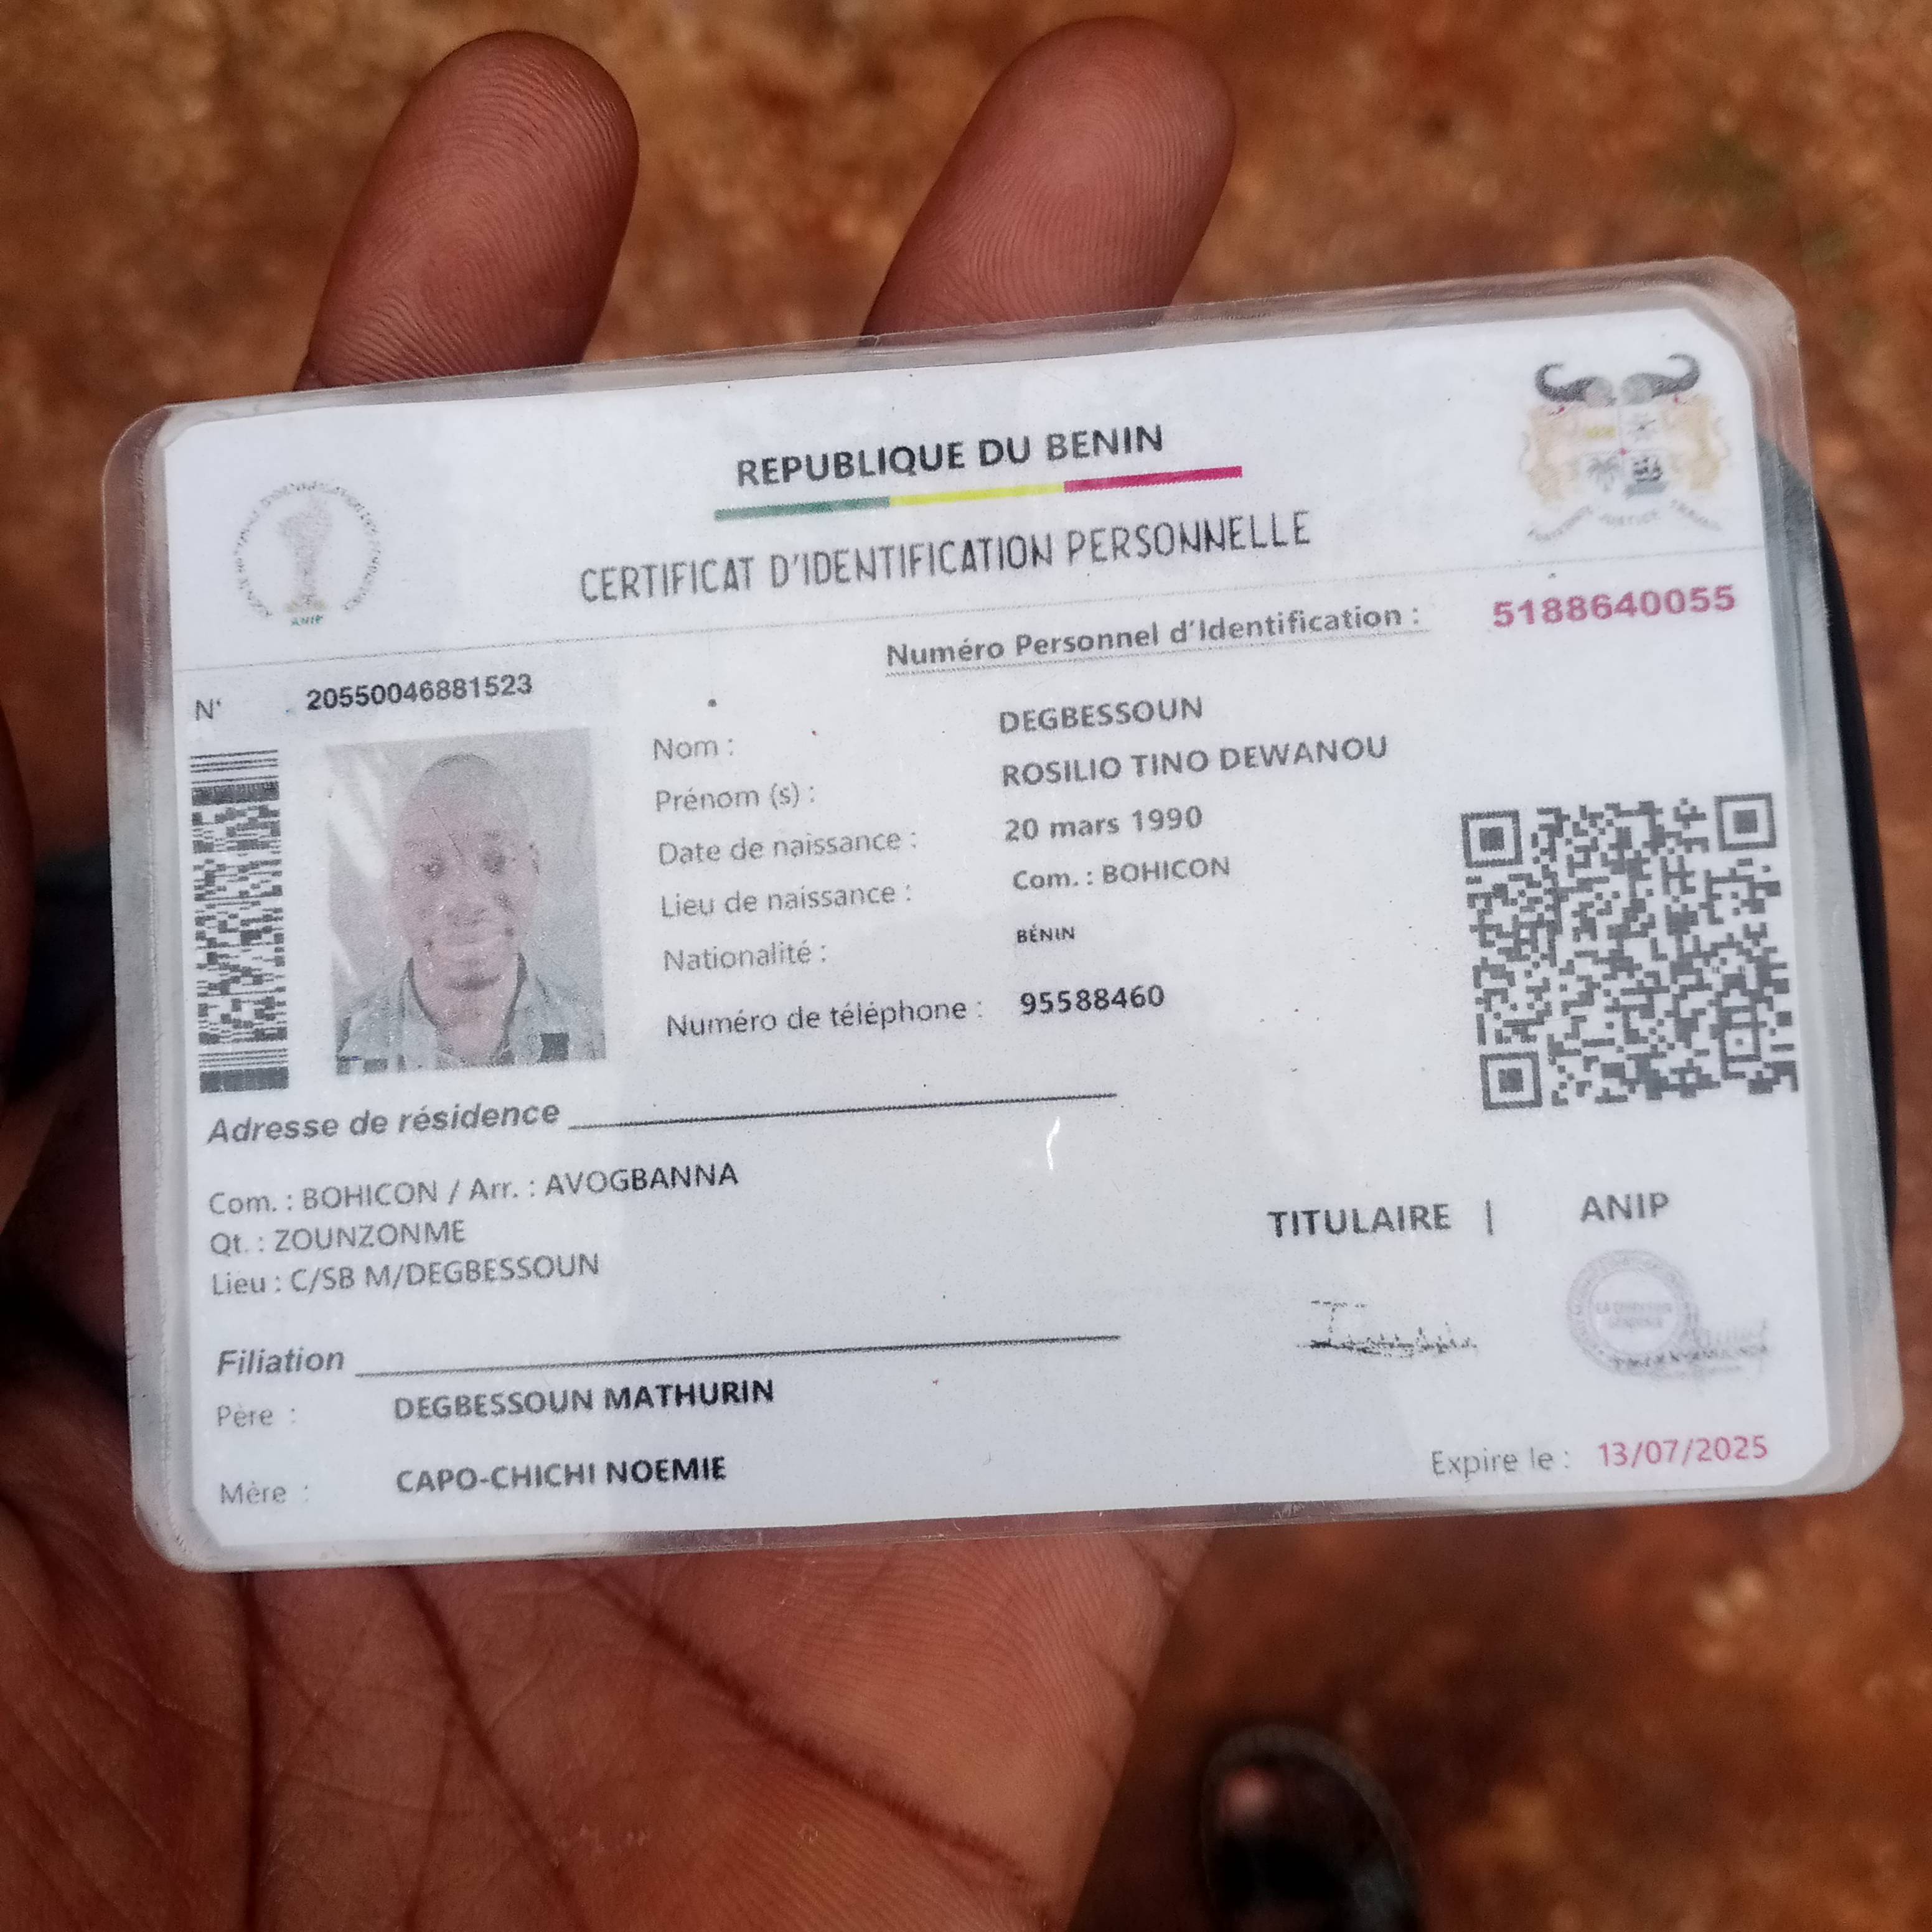 REPUBLIQUE DU BENIN
CERTIFICAT D'IDENTIFICATION PERSONNELLE
ANIP
Numéro Personnel d'Identification : 5188640055
N° 20550046881523
Nom : DEGBESSOUN
Prénom (s) : ROSILIO TINO DEWANOU
Date de naissance : 20 mars 1990
Lieu de naissance : Com. : BOHICON
Nationalité : BÉNIN
Numéro de téléphone : 95588460
Adresse de résidence
Com. : BOHICON / Arr. : AVOGBANNA
Qt. : ZOUNZONME
Lieu : C/SB M/DEGBESSOUN
TITULAIRE | ANIP
Filiation
Père : DEGBESSOUN MATHURIN
Mère : CAPO-CHICHI NOEMIE
Expire le : 13/07/2025